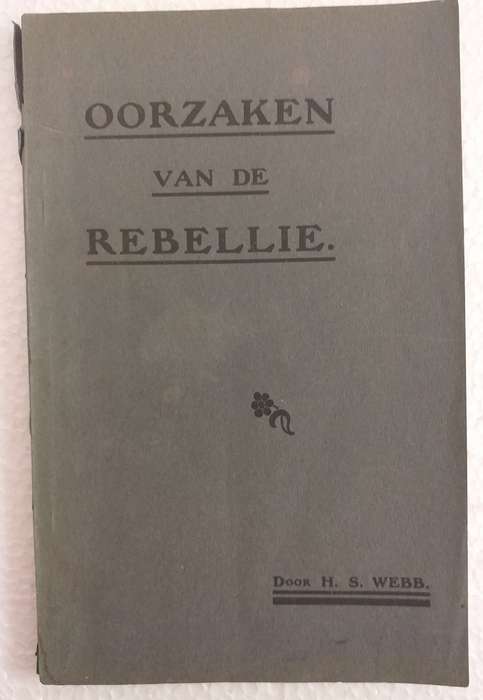 OORZAKEN
VAN DE
REBELLIE.
DOOR H. S. WEBB.